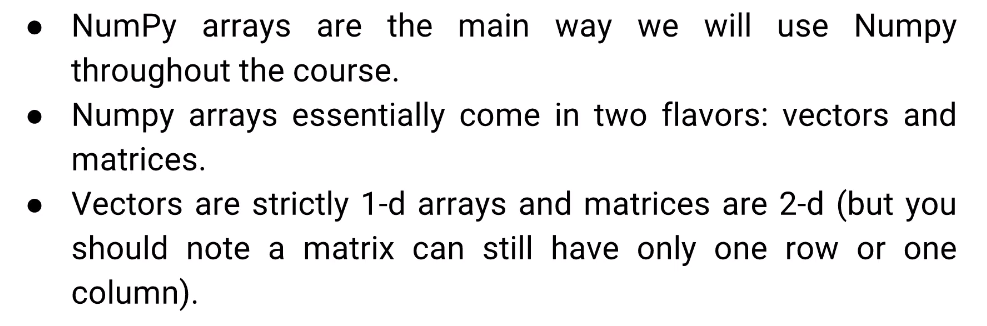 ● NumPy arrays are the main way we will use Numpy
throughout the course.
● Numpy arrays essentially come in two flavors: vectors and
matrices.
● Vectors are strictly 1-d arrays and matrices are 2-d (but you
should note a matrix can still have only one row or one
column).